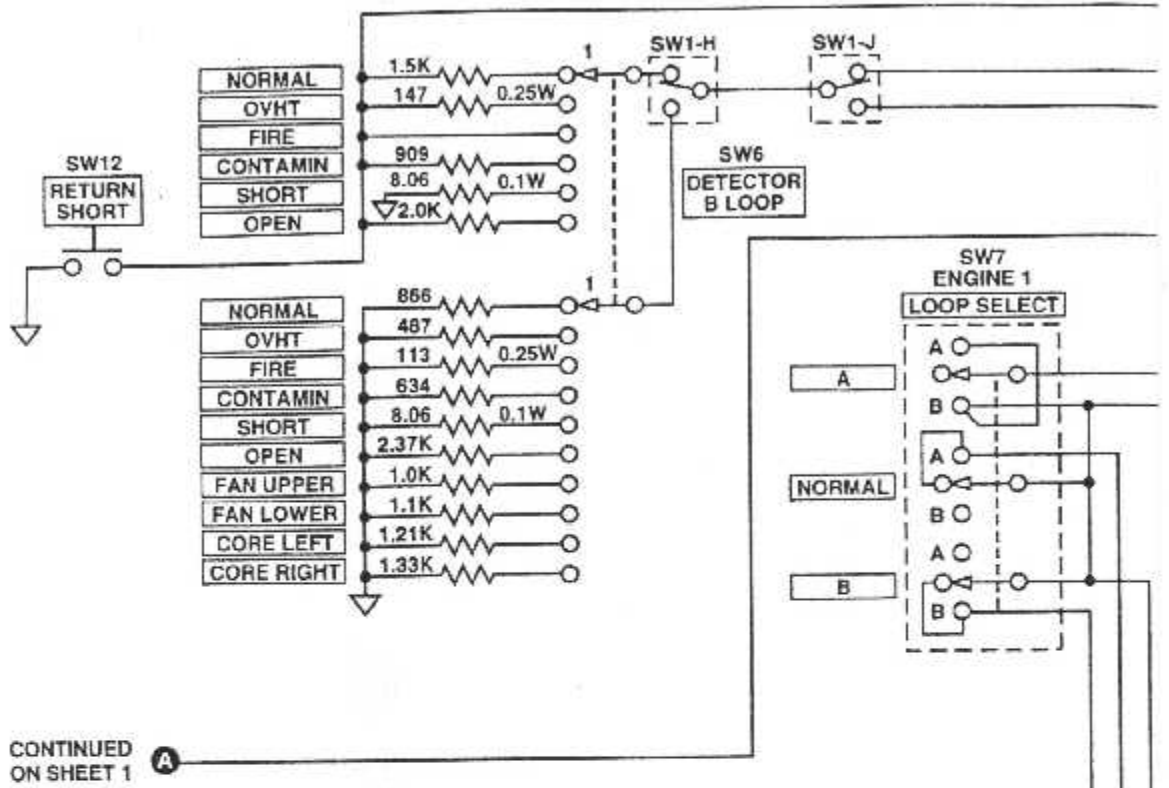 SW1-H
SW1-J
1
NORMAL 1.5K
OVHT 147 0.25W
FIRE
CONTAMIN 909
SHORT 8.06 0.1W
OPEN 2.0K
SW12
RETURN
SHORT
SW6
DETECTOR
B LOOP
1
NORMAL 866
OVHT 487
FIRE 113 0.25W
CONTAMIN 634
SHORT 8.06 0.1W
OPEN 2.37K
FAN UPPER 1.0K
FAN LOWER 1.1K
CORE LEFT 1.21K
CORE RIGHT 1.33K
SW7
ENGINE 1
LOOP SELECT
A
A
B
A
NORMAL
B
A
B
B
CONTINUED
ON SHEET 1
A